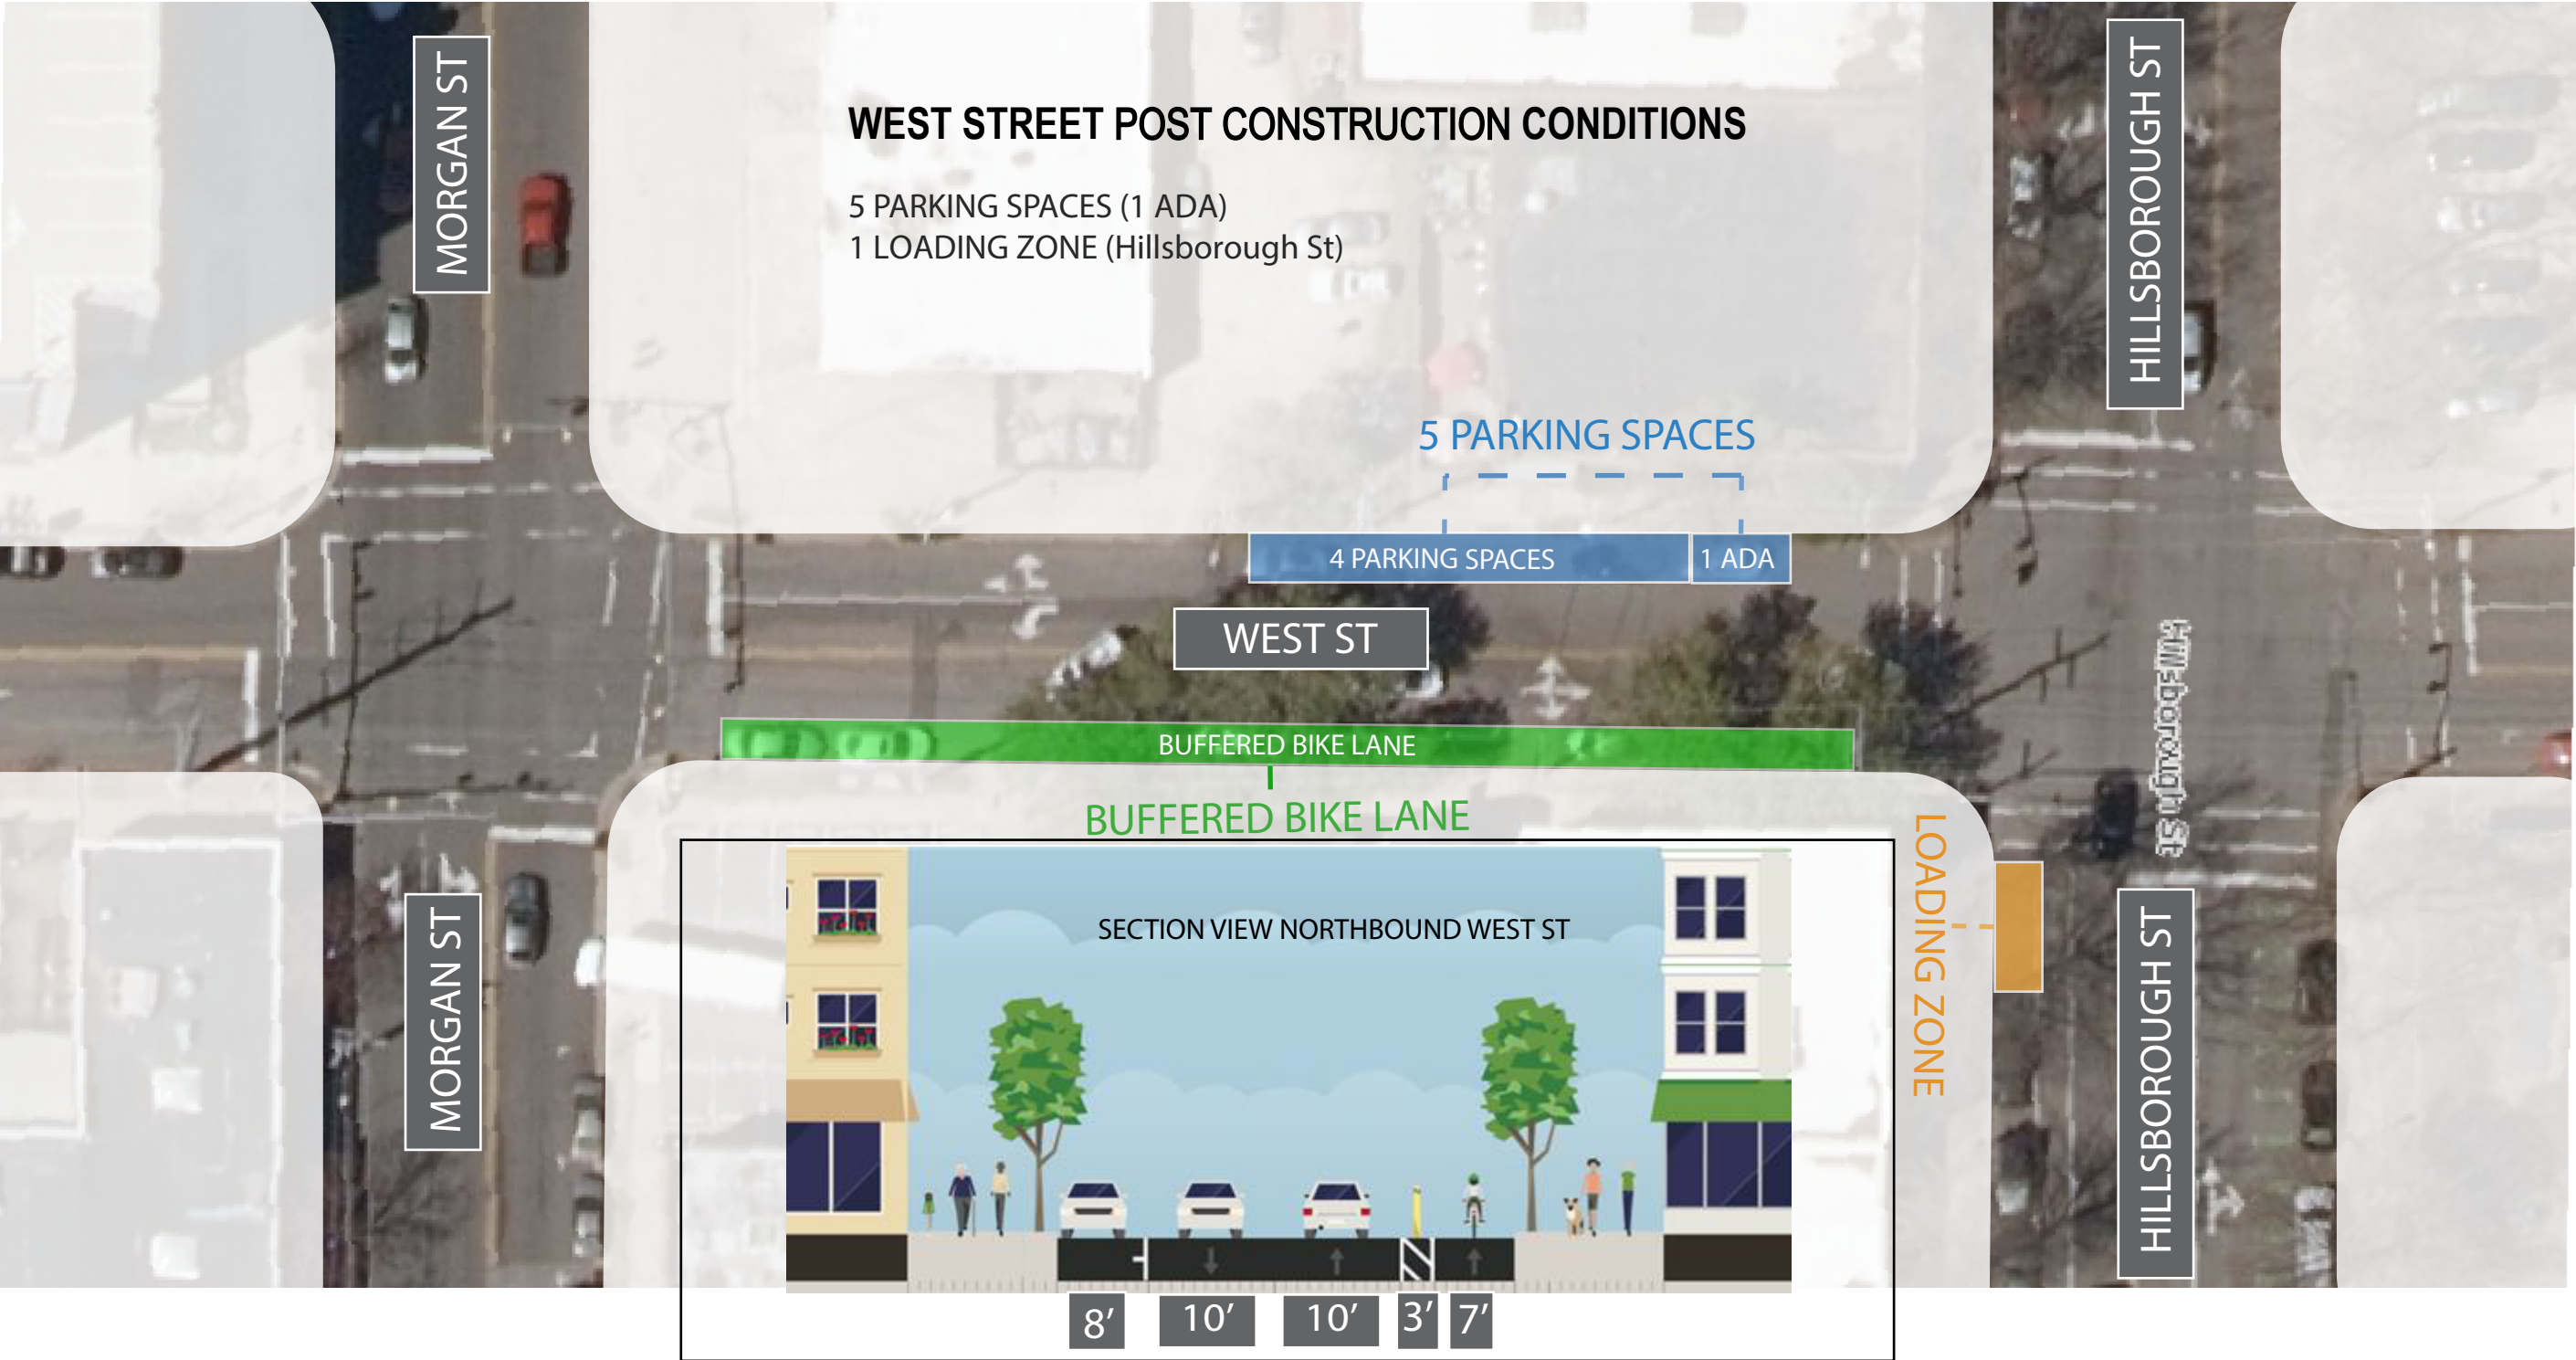 MORGAN ST
HILLSBOROUGH ST
WEST STREET POST CONSTRUCTION CONDITIONS
5 PARKING SPACES (1 ADA)
1 LOADING ZONE (Hillsborough St)
5 PARKING SPACES
4 PARKING SPACES
1 ADA
WEST ST
Hillsborough St
BUFFERED BIKE LANE
BUFFERED BIKE LANE
LOADING ZONE
MORGAN ST
HILLSBOROUGH ST
SECTION VIEW NORTHBOUND WEST ST
8’ 10’ 10’ 3’ 7’